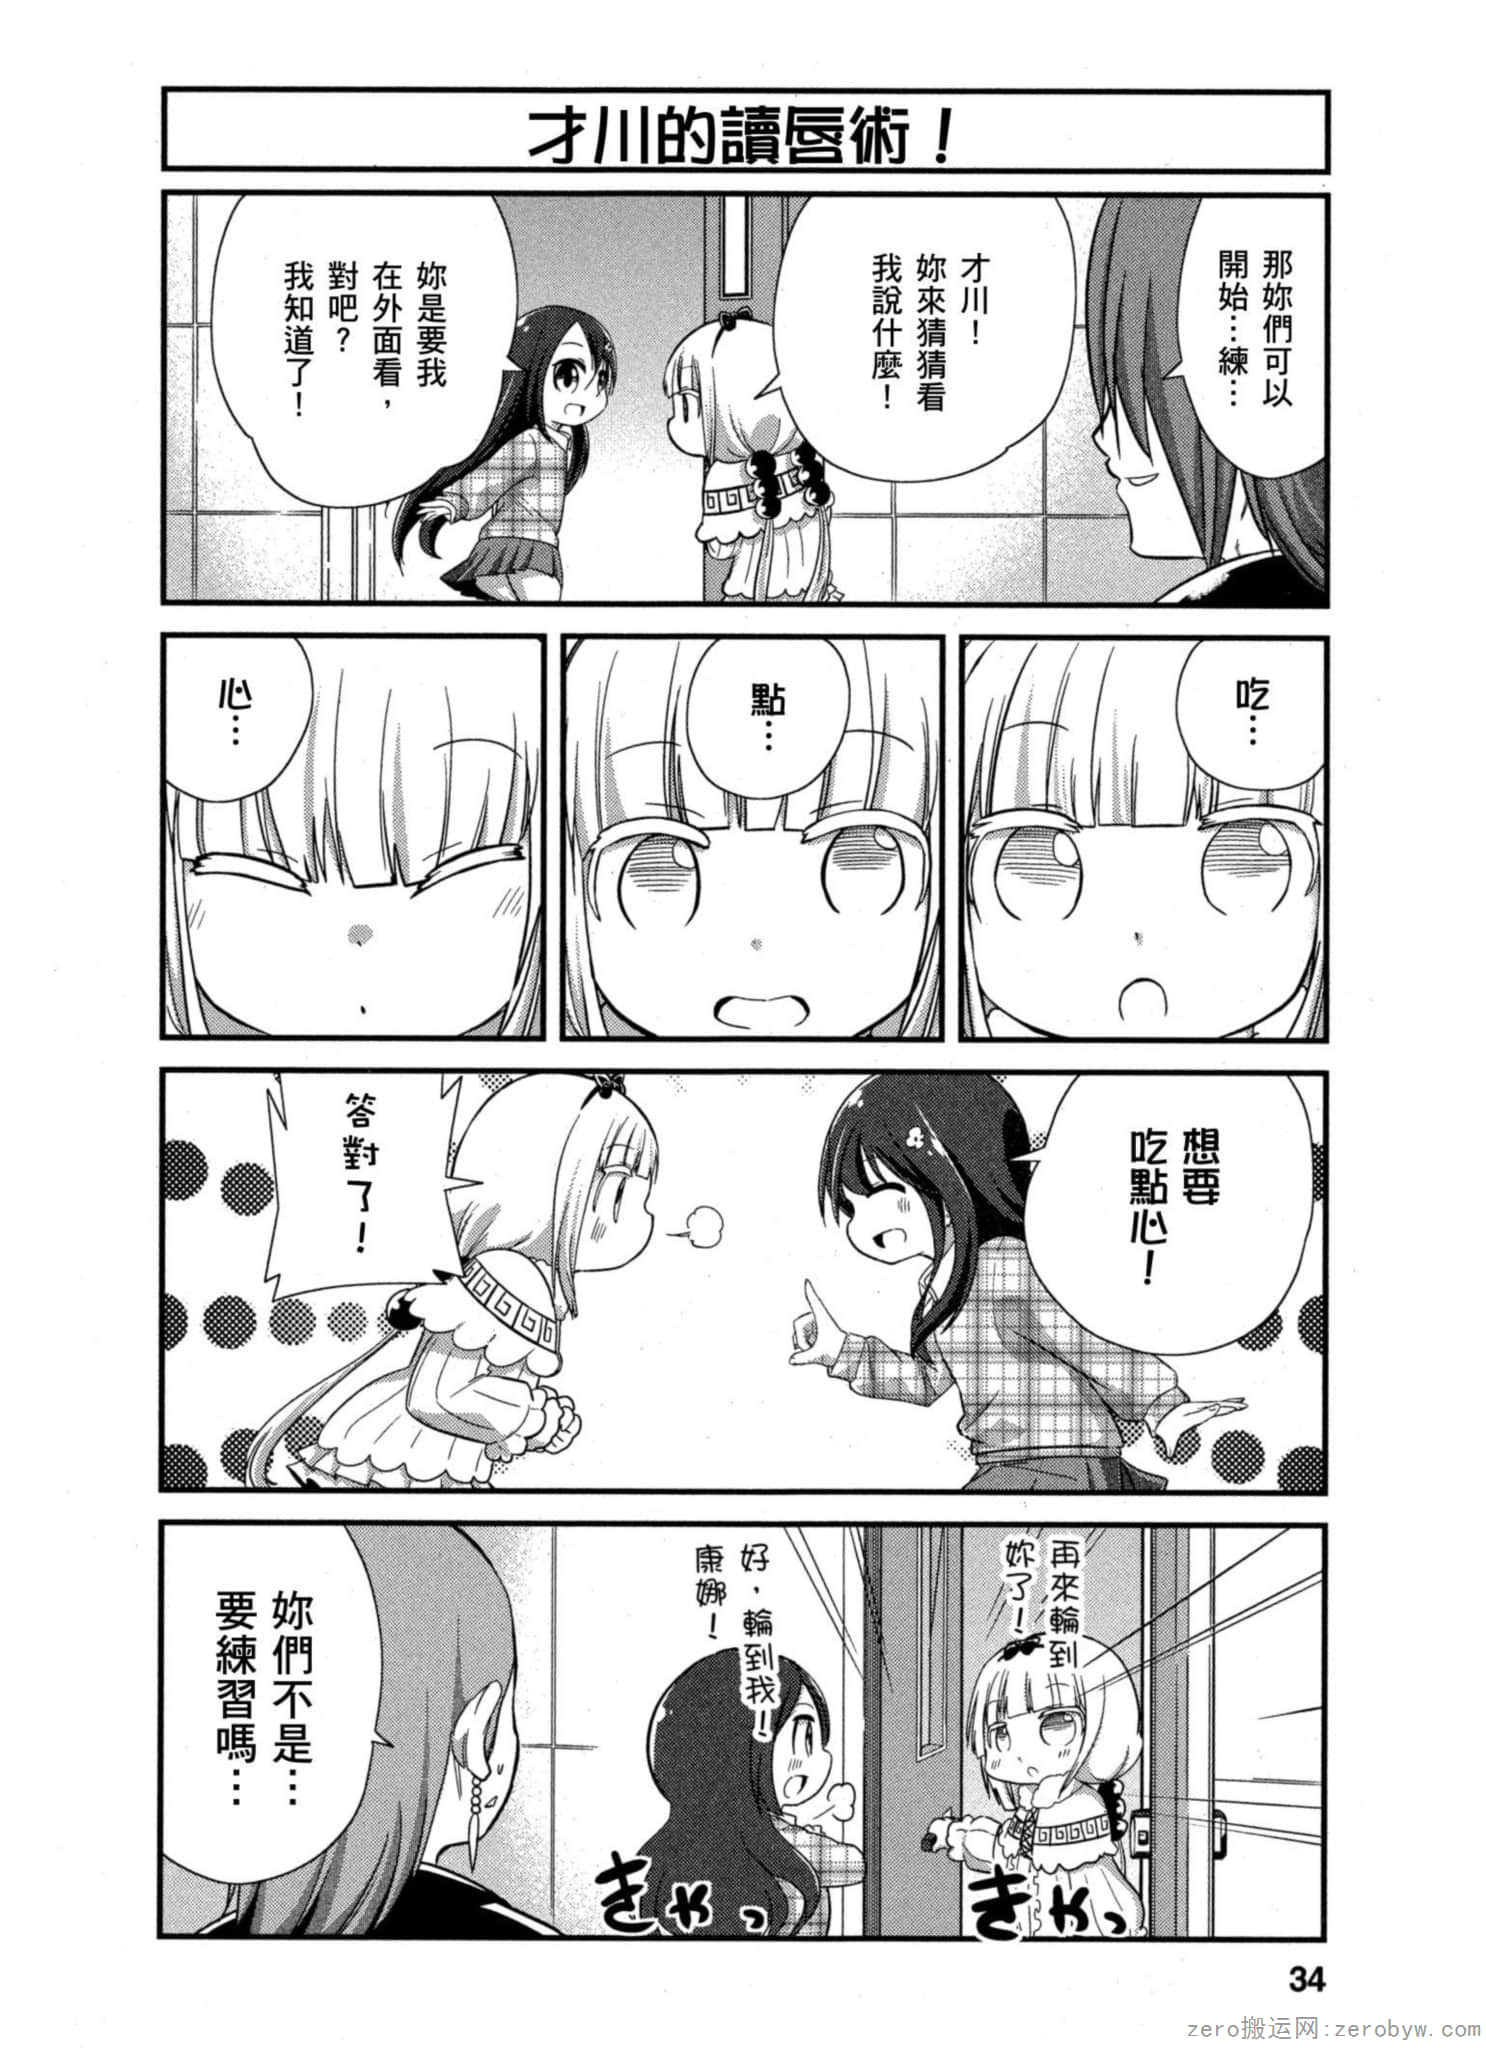 才川的讀唇術！
那妳們可以
開始…練…
才川！
妳來猜猜看
我說什麼！
妳是要我
在外面看，
對吧？
我知道了！
吃…
點…
心…
想要
吃點心！
答對了！
再來輪到
妳了！
好，輪到我！
康娜！
きゃっ
きゃっ
妳們不是…
要練習嗎…
34
zero搬运网:zerobyw.com